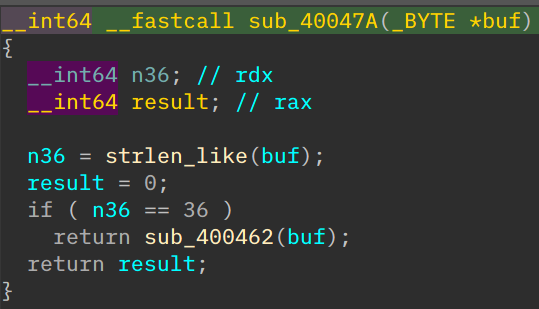 __int64 __fastcall sub_40047A(_BYTE *buf)
{
  __int64 n36; // rdx
  __int64 result; // rax

  n36 = strlen_like(buf);
  result = 0;
  if ( n36 == 36 )
    return sub_400462(buf);
  return result;
}